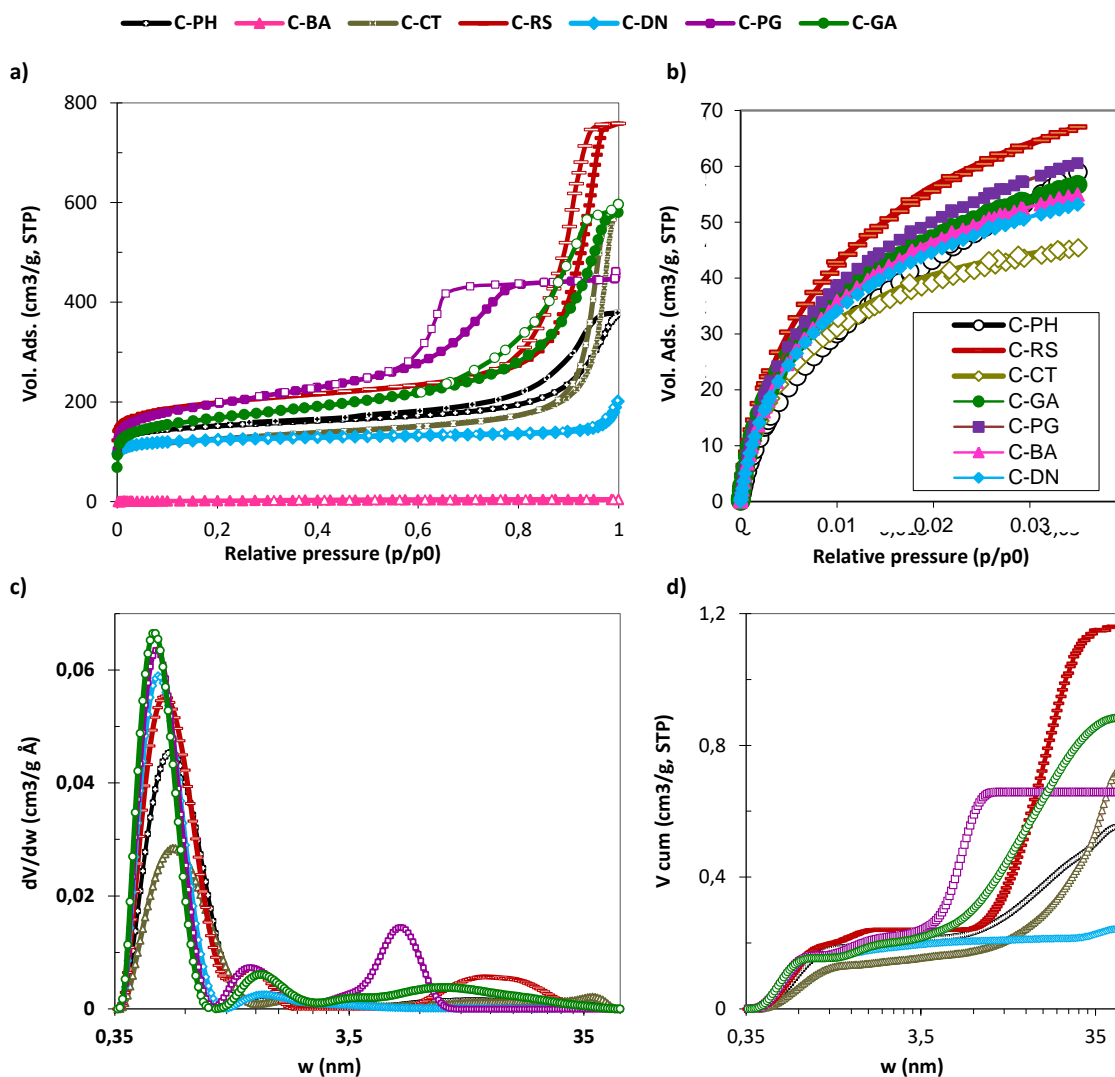 C-PH C-BA C-CT C-RS C-DN C-PG C-GA
a)
b)
800
600
400
200
0
Vol. Ads. (cm3/g, STP)
0 0,2 0,4 0,6 0,8 1
Relative pressure (p/p0)
70
60
50
40
30
20
10
0
Vol. Ads. (cm3/g, STP)
C-PH
C-RS
C-CT
C-GA
C-PG
C-BA
C-DN
0 0.01 0.02 0.03
Relative pressure (p/p0)
c)
d)
0,06
0,04
0,02
0
dV/dw (cm3/g Å)
0,35 3,5 35
w (nm)
1,2
0,8
0,4
0
V cum (cm3/g, STP)
0,35 3,5 35
w (nm)